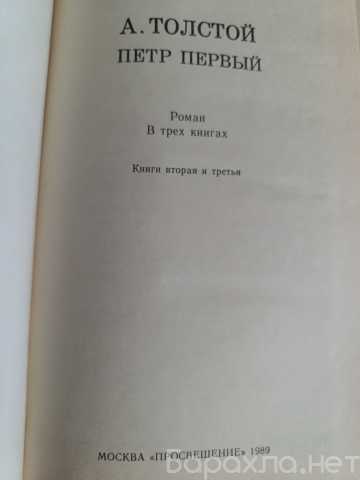 А. ТОЛСТОЙ
ПЕТР ПЕРВЫЙ
Роман
В трех книгах
Книги вторая и третья
МОСКВА «ПРОСВЕЩЕНИЕ» 1989
Барахла.нет